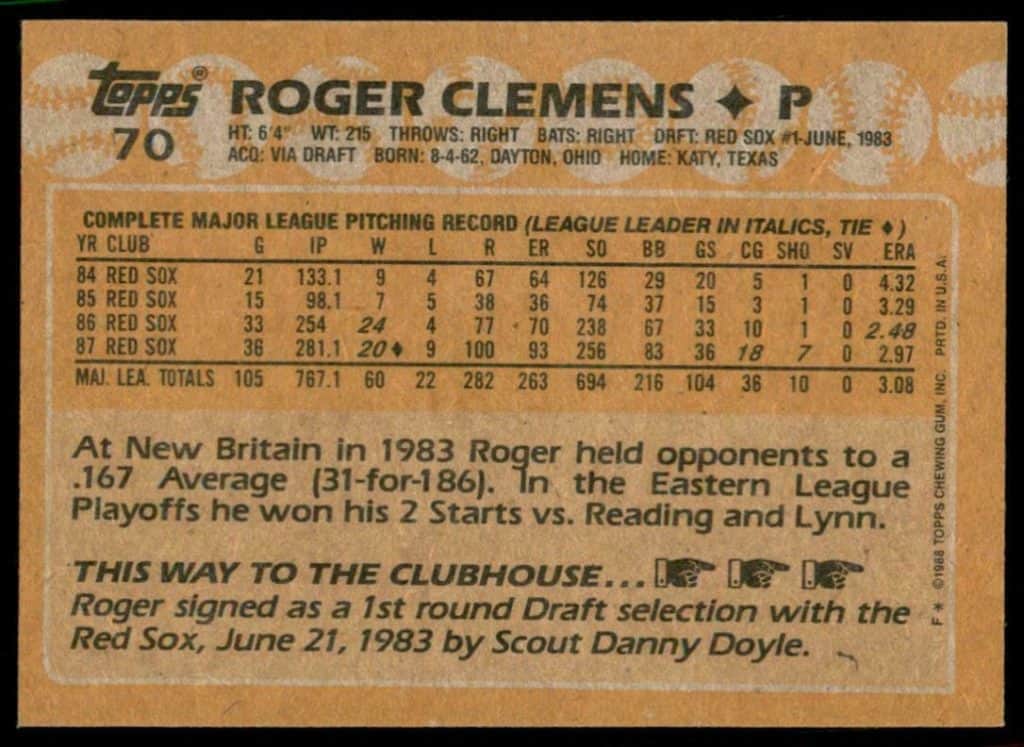 topps® ROGER CLEMENS ✦ P
70
HT: 6'4" WT: 215 THROWS: RIGHT BATS: RIGHT DRFT: RED SOX #1-JUNE, 1983
ACQ: VIA DRAFT BORN: 8-4-62, DAYTON, OHIO HOME: KATY, TEXAS
COMPLETE MAJOR LEAGUE PITCHING RECORD (LEAGUE LEADER IN ITALICS, TIE ♦)
YR CLUB G IP W L R ER SO BB GS CG SHO SV ERA
84 RED SOX 21 133.1 9 4 67 64 126 29 20 5 1 0 4.32
85 RED SOX 15 98.1 7 5 38 36 74 37 15 3 1 0 3.29
86 RED SOX 33 254 24 4 77 70 238 67 33 10 1 0 2.48
87 RED SOX 36 281.1 20♦ 9 100 93 256 83 36 18 7 0 2.97
MAJ. LEA. TOTALS 105 767.1 60 22 282 263 694 216 104 36 10 0 3.08
At New Britain in 1983 Roger held opponents to a
.167 Average (31-for-186). In the Eastern League
Playoffs he won his 2 Starts vs. Reading and Lynn.
THIS WAY TO THE CLUBHOUSE...
Roger signed as a 1st round Draft selection with the
Red Sox, June 21, 1983 by Scout Danny Doyle.
F* ©1988 TOPPS CHEWING GUM, INC. PRTD. IN U.S.A.